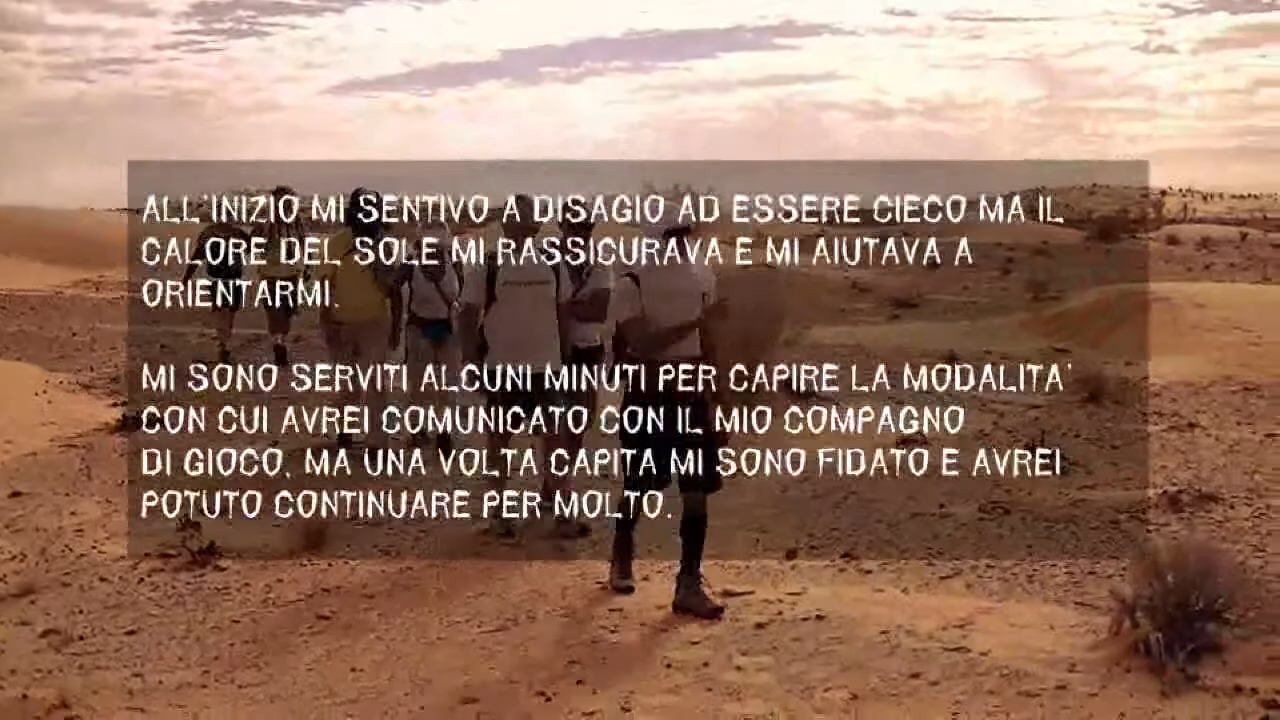 ALL'INIZIO MI SENTIVO A DISAGIO AD ESSERE CIECO MA IL
CALORE DEL SOLE MI RASSICURAVA E MI AIUTAVA A
ORIENTARMI.
MI SONO SERVITI ALCUNI MINUTI PER CAPIRE LA MODALITA'
CON CUI AVREI COMUNICATO CON IL MIO COMPAGNO
DI GIOCO, MA UNA VOLTA CAPITA MI SONO FIDATO E AVREI
POTUTO CONTINUARE PER MOLTO.